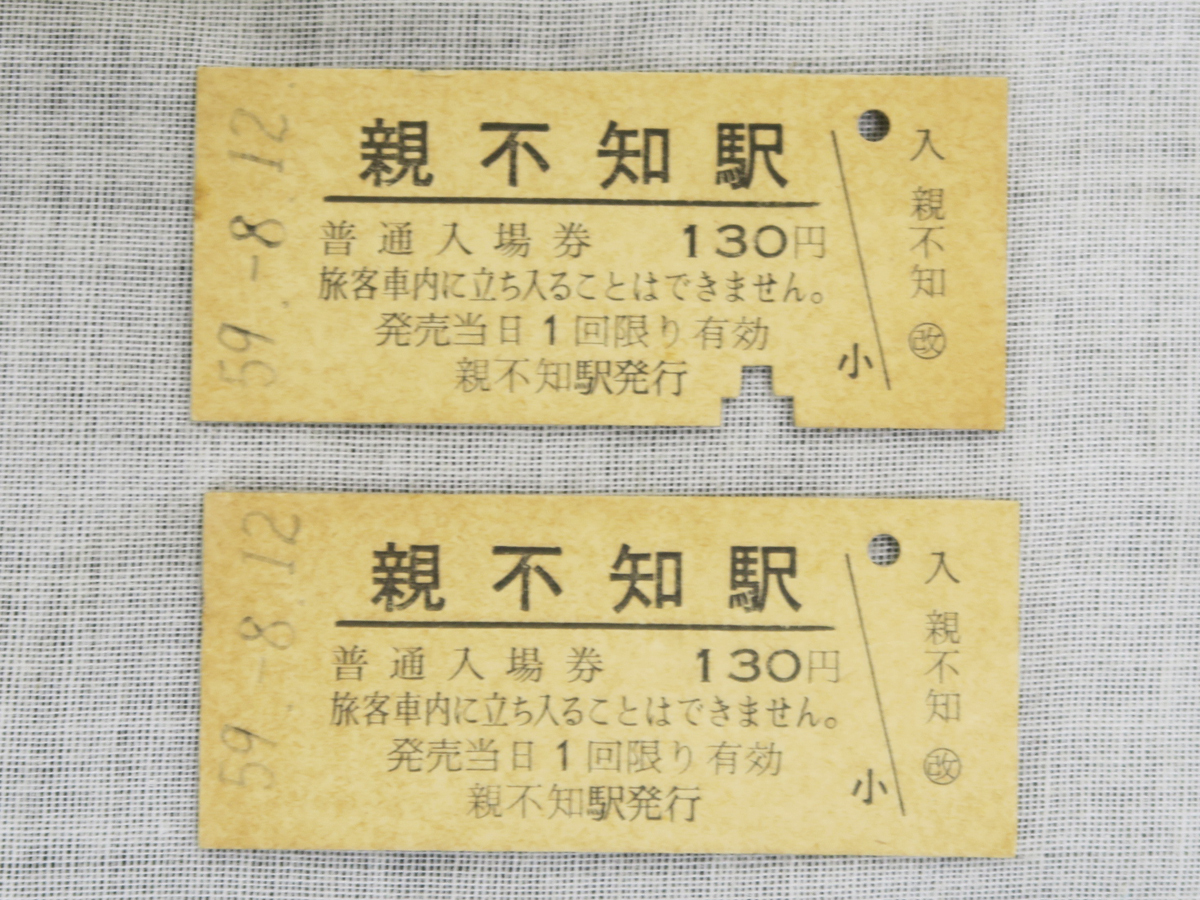 59.-8.12
親不知駅
普通入場券 130円
旅客車内に立ち入ることはできません。
発売当日1回限り有効
親不知駅発行
小
入 親不知 ㊑
59.-8.12
親不知駅
普通入場券 130円
旅客車内に立ち入ることはできません。
発売当日1回限り有効
親不知駅発行
小
入 親不知 改